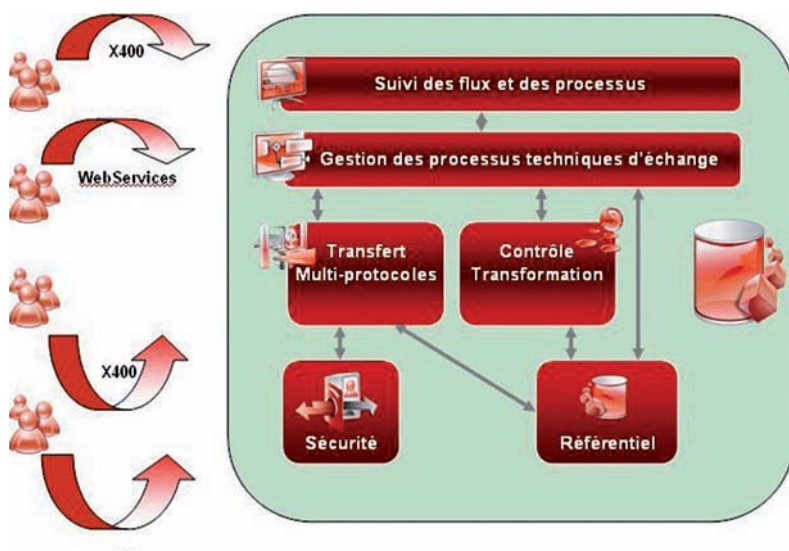 X400
WebServices
X400
Suivi des flux et des processus
Gestion des processus techniques d'échange
Transfert
Multi-protocoles
Contrôle
Transformation
Sécurité
Référentiel